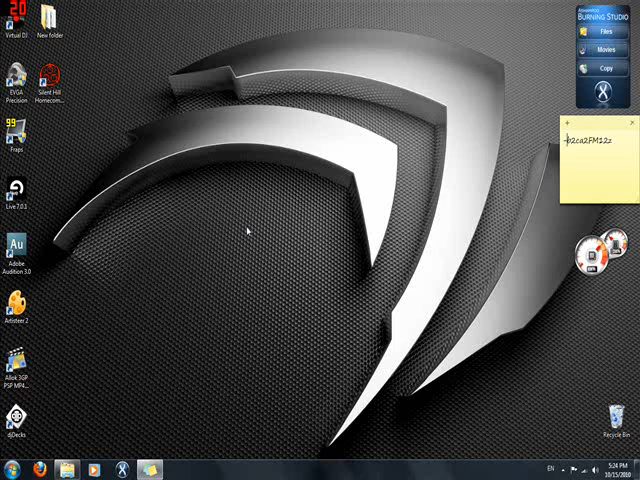 20
Virtual DJ
New folder
EVGA
Precision
Silent Hill
Homecom...
99
Fraps
Live 7.0.1
Adobe
Audition 3.0
Artisteer 2
Allok 3GP
PSP MP4...
djDecks
BURNING STUDIO
Files
Movies
Copy
b2ca2FM12z
Recycle Bin
EN
5:24 PM
10/15/2010